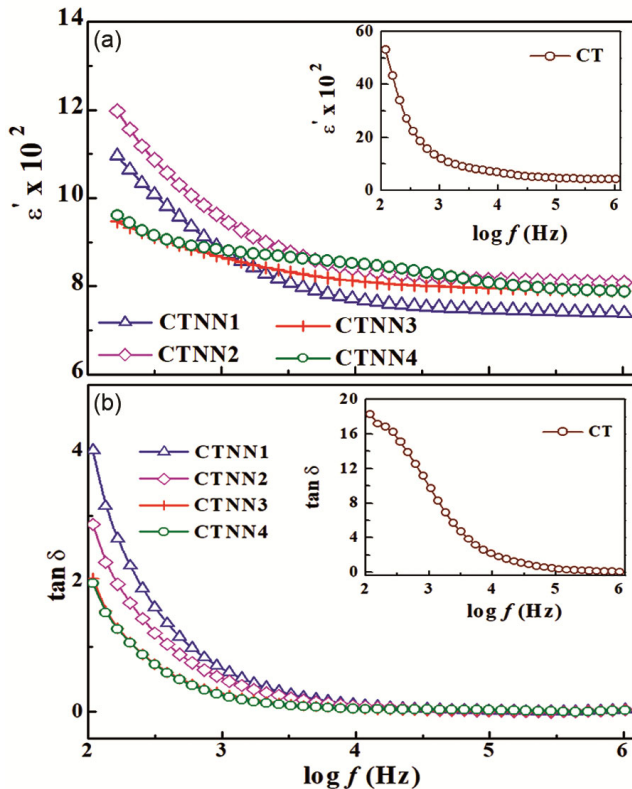 (a)
ε' x 10²
14
12
10
8
6
CTNN1
CTNN2
CTNN3
CTNN4
ε' x 10²
60
40
20
0
CT
2 3 4 5 6
log f (Hz)
(b)
tan δ
4
2
0
CTNN1
CTNN2
CTNN3
CTNN4
tan δ
20
16
12
8
4
0
CT
2 3 4 5 6
log f (Hz)
2 3 4 5 6
log f (Hz)